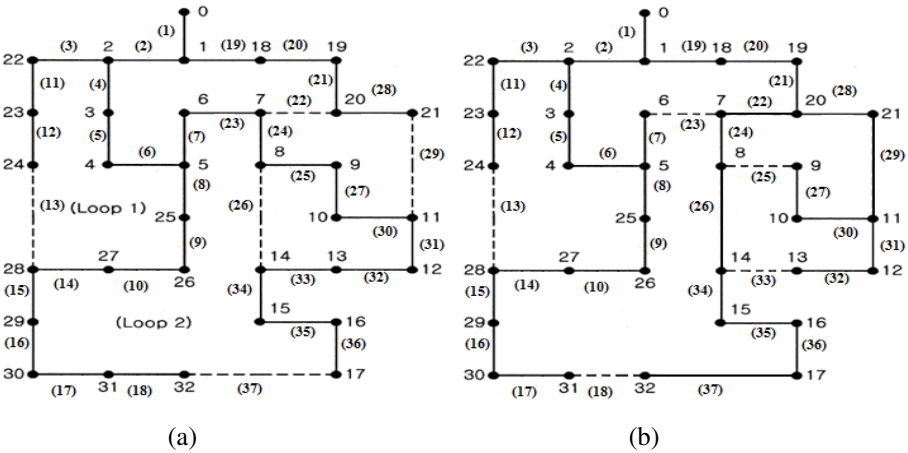 0
(1)
(3) 2 (2) 1 (19) 18 (20) 19
22
(11) (4) (21) (28)
23 3 6 7 (22) 20 21
(12) (5) (7) (23) (24)
(6) (29)
24 4 5 8 9
(8) (25) (27)
(13) (Loop 1) (26)
25 10 11
(9) (30) (31)
27 14 13
28 (14) (10) 26 (33) (32) 12
(15) (34) 15
29 (Loop 2) (35) 16
(16) (36)
30 31 32 17
(17) (18) (37)
(a)
0
(1)
(3) 2 (2) 1 (19) 18 (20) 19
22
(11) (4) (21) (28)
23 3 6 7 (22) 20 21
(12) (5) (7) (23) (24)
(6) (29)
24 4 5 8 9
(8) (25) (27)
(13) (26)
25 10 11
(9) (30) (31)
27 14 13
28 (14) (10) 26 (33) (32) 12
(15) (34) 15
29 (35) 16
(16) (36)
30 31 32 17
(17) (18) (37)
(b)